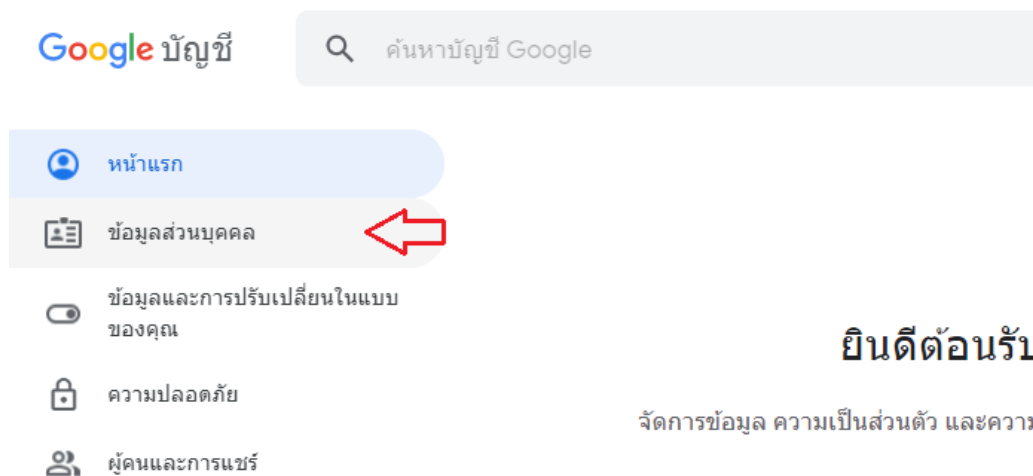 Google บัญชี
ค้นหาบัญชี Google
หน้าแรก
ข้อมูลส่วนบุคคล
ข้อมูลและการปรับเปลี่ยนในแบบ
ของคุณ
ความปลอดภัย
ผู้คนและการแชร์
ยินดีต้อนรับ
จัดการข้อมูล ความเป็นส่วนตัว และความ